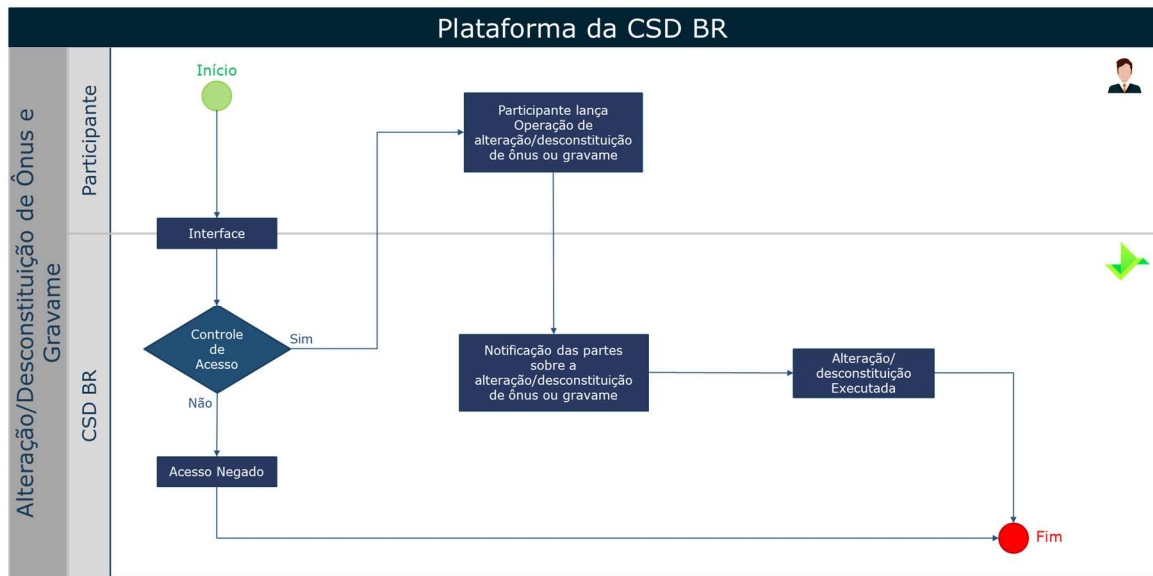 Plataforma da CSD BR
Alteração/Desconstituição de Ônus e
Gravame
Participante
Início
Participante lança
Operação de
alteração/desconstituição
de ônus ou gravame
Interface
CSD BR
Controle
de
Acesso
Sim
Não
Notificação das partes
sobre a
alteração/desconstituição
de ônus ou gravame
Alteração/
desconstituição
Executada
Acesso Negado
Fim